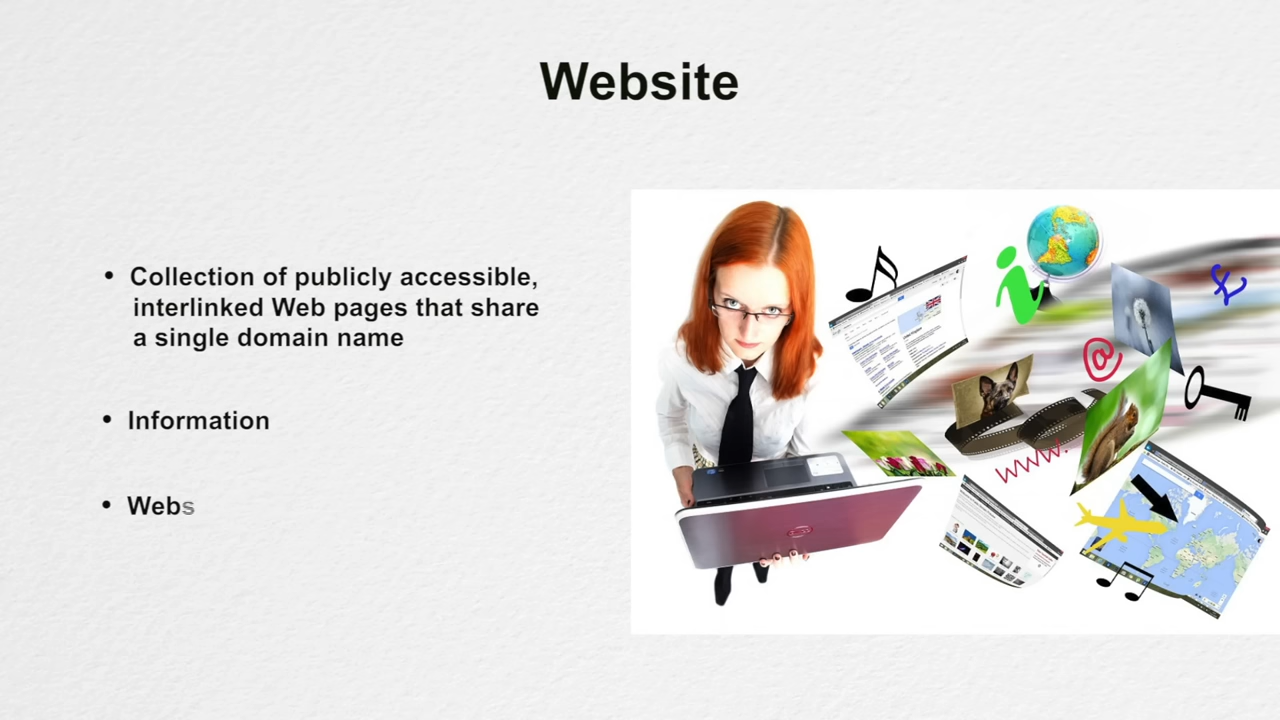 Website
• Collection of publicly accessible,
interlinked Web pages that share
a single domain name
• Information
• Webs
@
www.